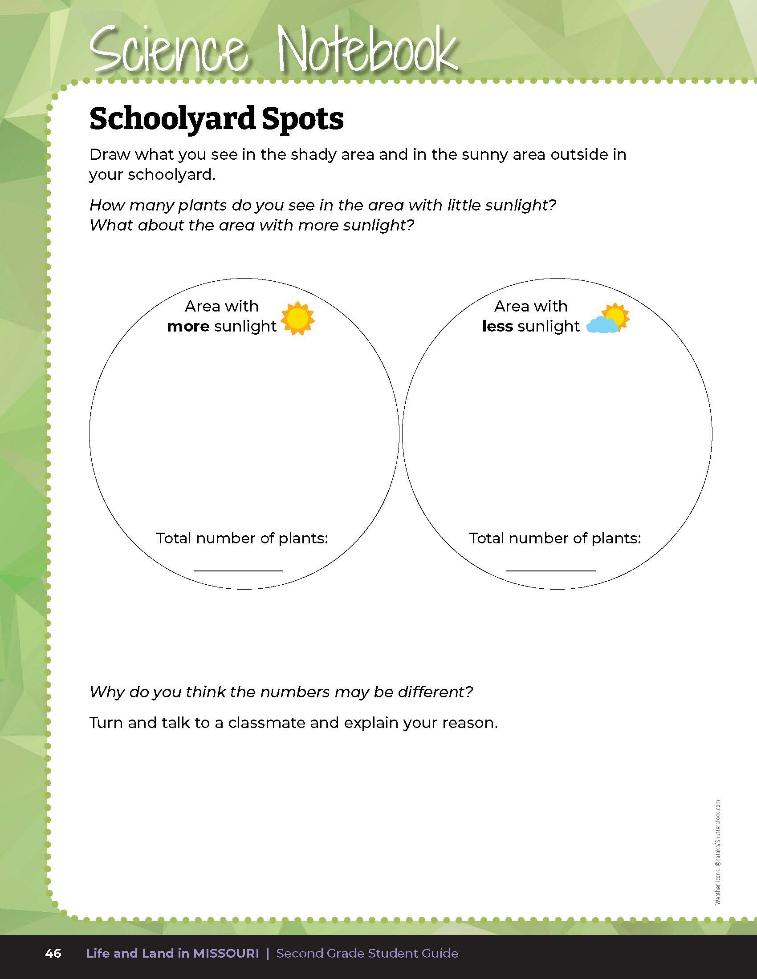 Science Notebook
Schoolyard Spots
Draw what you see in the shady area and in the sunny area outside in
your schoolyard.
How many plants do you see in the area with little sunlight?
What about the area with more sunlight?
Area with
more sunlight
Total number of plants:
Area with
less sunlight
Total number of plants:
Why do you think the numbers may be different?
Turn and talk to a classmate and explain your reason.
46 Life and Land in MISSOURI | Second Grade Student Guide